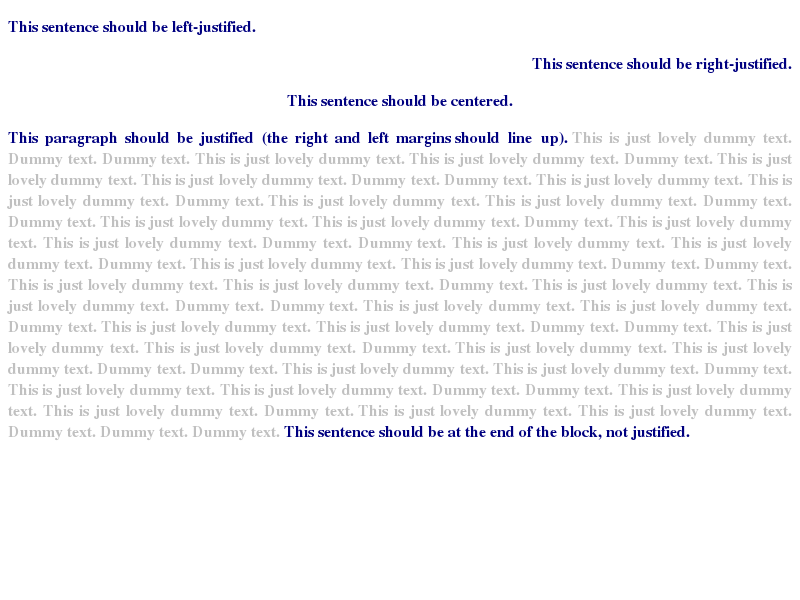 This sentence should be left-justified.
This sentence should be right-justified.
This sentence should be centered.
This paragraph should be justified (the right and left margins should line up). This is just lovely dummy text.
Dummy text. Dummy text. This is just lovely dummy text. This is just lovely dummy text. Dummy text. This is just
lovely dummy text. This is just lovely dummy text. Dummy text. Dummy text. This is just lovely dummy text. This is
just lovely dummy text. Dummy text. This is just lovely dummy text. This is just lovely dummy text. Dummy text.
Dummy text. This is just lovely dummy text. This is just lovely dummy text. Dummy text. This is just lovely dummy
text. This is just lovely dummy text. Dummy text. Dummy text. This is just lovely dummy text. This is just lovely
dummy text. Dummy text. This is just lovely dummy text. This is just lovely dummy text. Dummy text. Dummy text.
This is just lovely dummy text. This is just lovely dummy text. Dummy text. This is just lovely dummy text. This is
just lovely dummy text. Dummy text. Dummy text. This is just lovely dummy text. This is just lovely dummy text.
Dummy text. This is just lovely dummy text. This is just lovely dummy text. Dummy text. Dummy text. This is just
lovely dummy text. This is just lovely dummy text. Dummy text. This is just lovely dummy text. This is just lovely
dummy text. Dummy text. Dummy text. This is just lovely dummy text. This is just lovely dummy text. Dummy text.
This is just lovely dummy text. This is just lovely dummy text. Dummy text. Dummy text. This is just lovely dummy
text. This is just lovely dummy text. Dummy text. This is just lovely dummy text. This is just lovely dummy text.
Dummy text. Dummy text. Dummy text. This sentence should be at the end of the block, not justified.